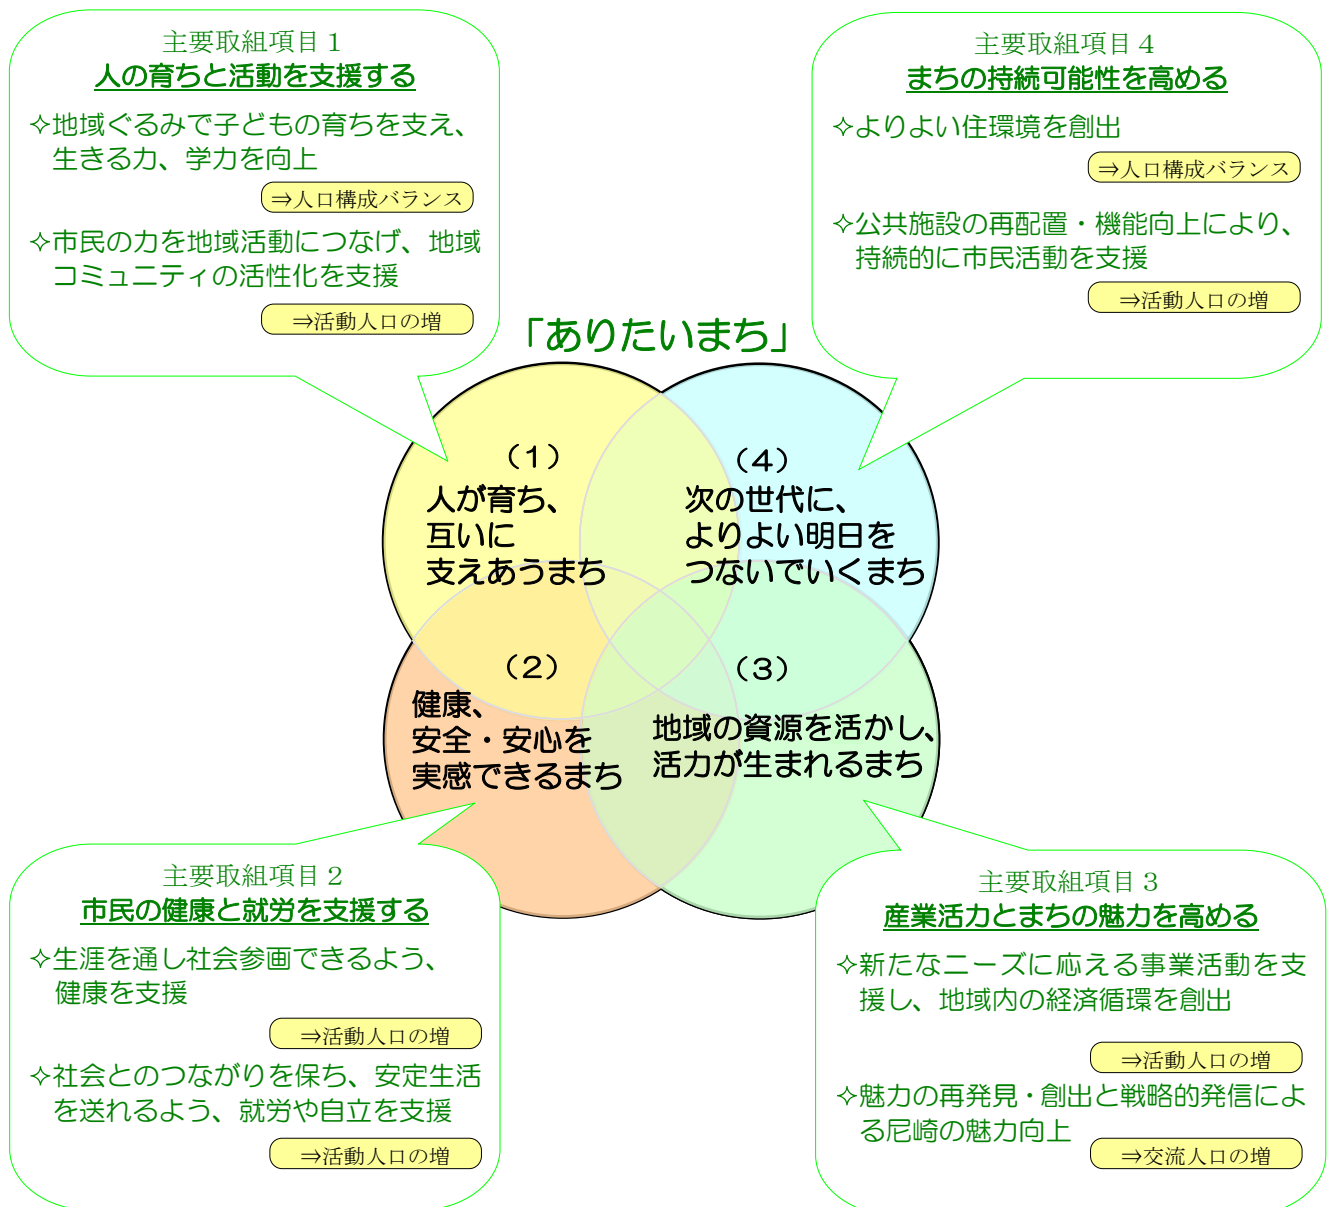 主要取組項目１
人の育ちと活動を支援する
✧地域ぐるみで子どもの育ちを支え、
生きる力、学力を向上
⇒人口構成バランス
✧市民の力を地域活動につなげ、地域
コミュニティの活性化を支援
⇒活動人口の増
主要取組項目４
まちの持続可能性を高める
✧よりよい住環境を創出
⇒人口構成バランス
✧公共施設の再配置・機能向上により、
持続的に市民活動を支援
⇒活動人口の増
「ありたいまち」
（１）
人が育ち、
互いに
支えあうまち
（４）
次の世代に、
よりよい明日を
つないでいくまち
（２）
健康、
安全・安心を
実感できるまち
（３）
地域の資源を活かし、
活力が生まれるまち
主要取組項目２
市民の健康と就労を支援する
✧生涯を通し社会参画できるよう、
健康を支援
⇒活動人口の増
✧社会とのつながりを保ち、安定生活
を送れるよう、就労や自立を支援
⇒活動人口の増
主要取組項目３
産業活力とまちの魅力を高める
✧新たなニーズに応える事業活動を支
援し、地域内の経済循環を創出
⇒活動人口の増
✧魅力の再発見・創出と戦略的発信によ
る尼崎の魅力向上
⇒交流人口の増